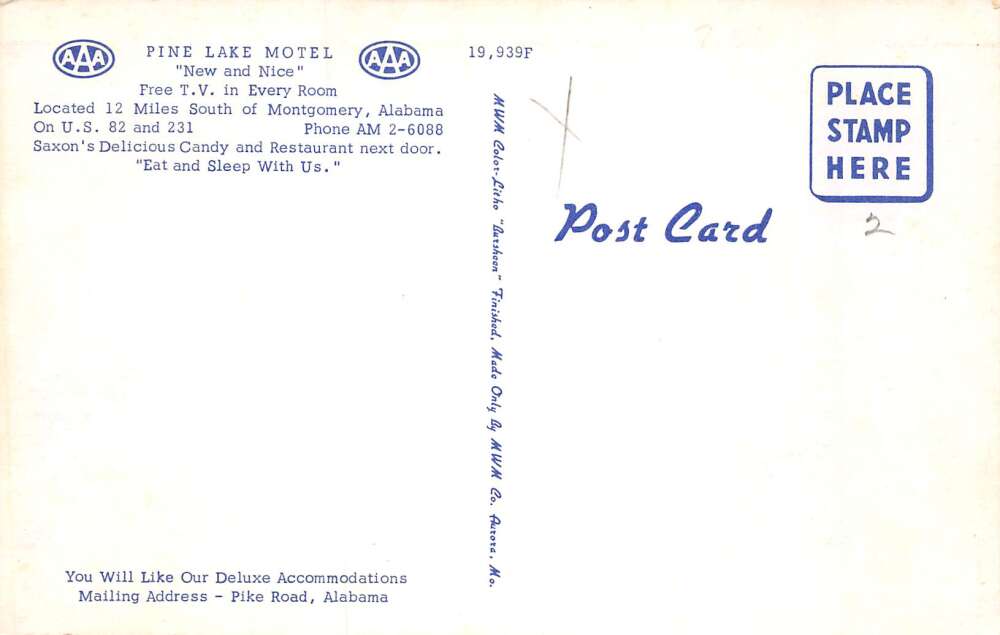 AAA PINE LAKE MOTEL AAA
"New and Nice"
Free T.V. in Every Room
Located 12 Miles South of Montgomery, Alabama
On U.S. 82 and 231 Phone AM 2-6088
Saxon's Delicious Candy and Restaurant next door.
"Eat and Sleep With Us."
You Will Like Our Deluxe Accommodations
Mailing Address - Pike Road, Alabama
19,939F
MWM Color-Litho "Aursheen" Finished, Made Only By MWM Co. Aurora, Mo.
Post Card
PLACE
STAMP
HERE
2